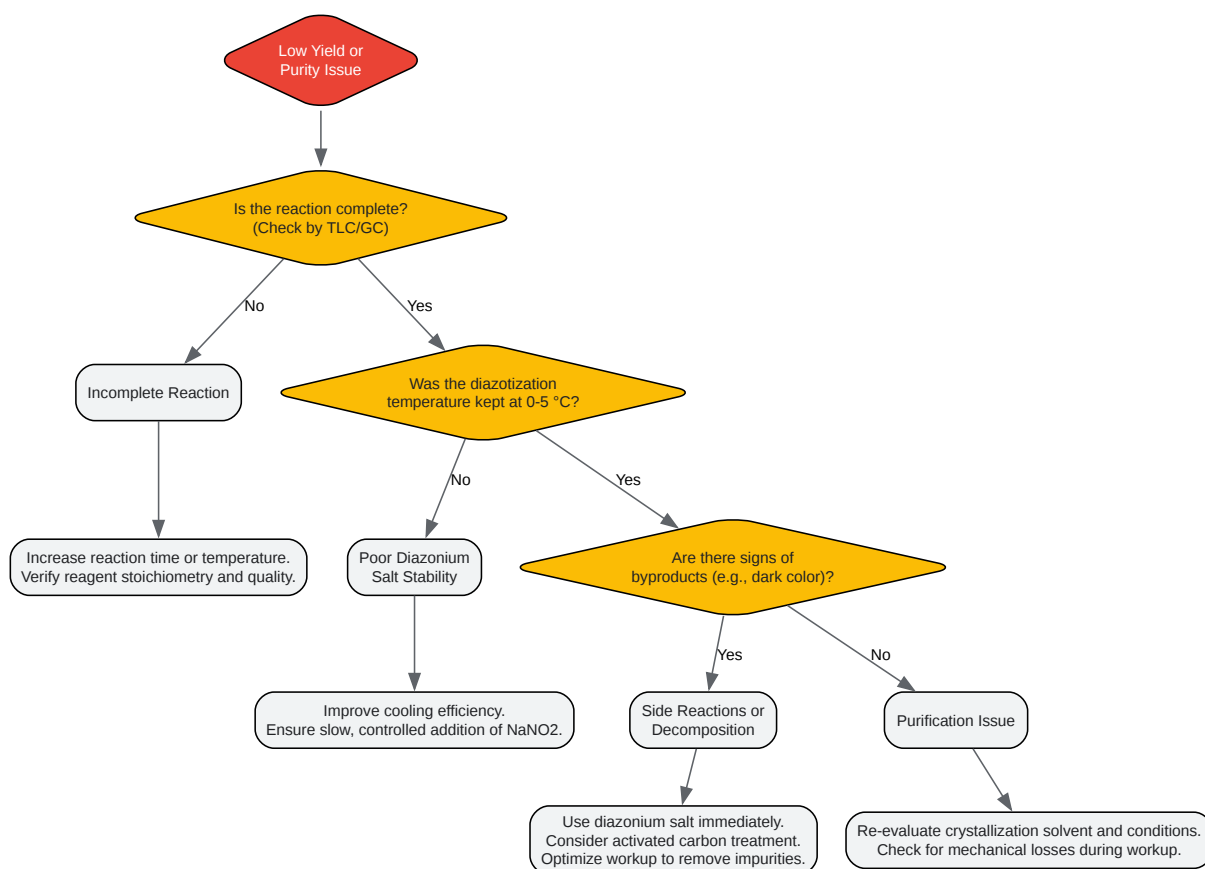 Low Yield or
Purity Issue
Is the reaction complete?
(Check by TLC/GC)
No
Yes
Incomplete Reaction
Was the diazotization
temperature kept at 0-5 °C?
No
Yes
Increase reaction time or temperature.
Verify reagent stoichiometry and quality.
Poor Diazonium
Salt Stability
Are there signs of
byproducts (e.g., dark color)?
Yes
No
Improve cooling efficiency.
Ensure slow, controlled addition of NaNO2.
Side Reactions or
Decomposition
Purification Issue
Use diazonium salt immediately.
Consider activated carbon treatment.
Optimize workup to remove impurities.
Re-evaluate crystallization solvent and conditions.
Check for mechanical losses during workup.